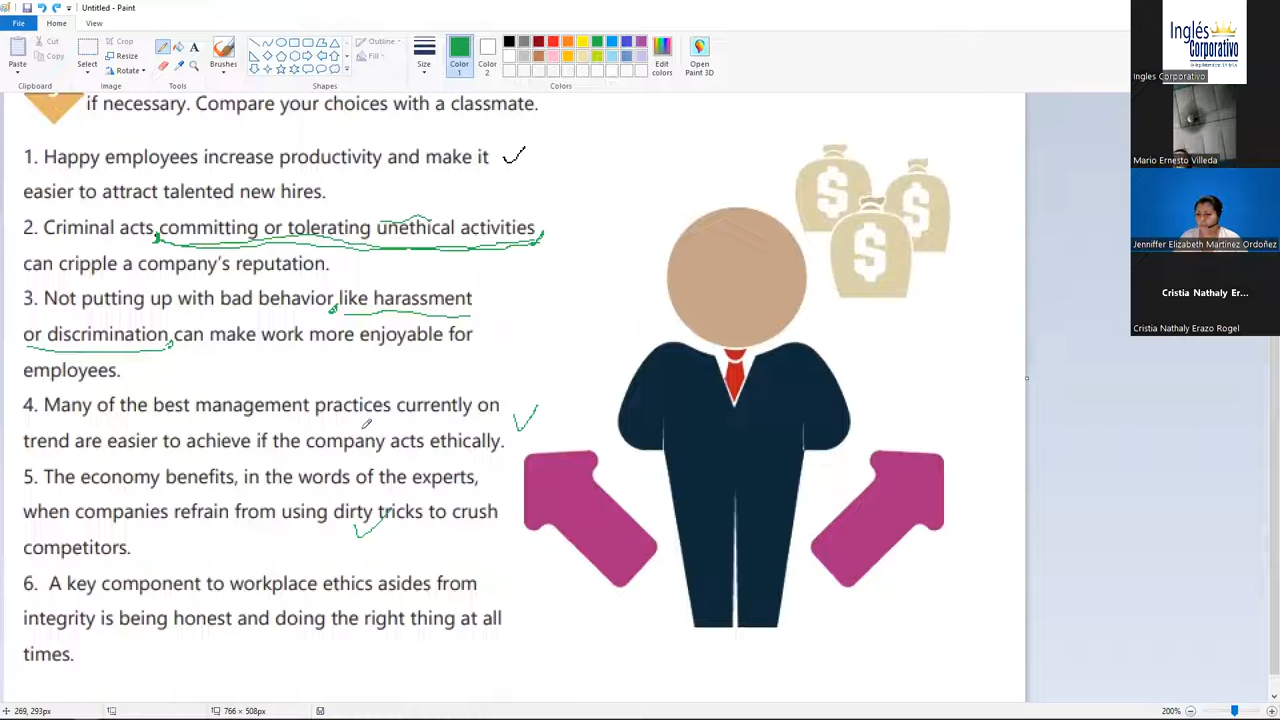 Untitled - Paint
File
Home
View
Paste
Cut
Copy
Clipboard
Select
Crop
Resize
Rotate
Image
A
Tools
Brushes
Shapes
Outline
Fill
Size
Color 1
Color 2
Colors
Edit colors
Open Paint 3D
if necessary. Compare your choices with a classmate.
1. Happy employees increase productivity and make it
easier to attract talented new hires.
2. Criminal acts, committing or tolerating unethical activities,
can cripple a company's reputation.
3. Not putting up with bad behavior, like harassment
or discrimination, can make work more enjoyable for
employees.
4. Many of the best management practices currently on
trend are easier to achieve if the company acts ethically.
5. The economy benefits, in the words of the experts,
when companies refrain from using dirty tricks to crush
competitors.
6. A key component to workplace ethics asides from
integrity is being honest and doing the right thing at all
times.
$
$
$
Inglés
Corporativo
Ingles Corporativo
Mario Ernesto Villeda
Jenniffer Elizabeth Martinez Ordoñez
Cristia Nathaly Er...
Cristia Nathaly Erazo Rogel
269, 293px
766 × 508px
200%